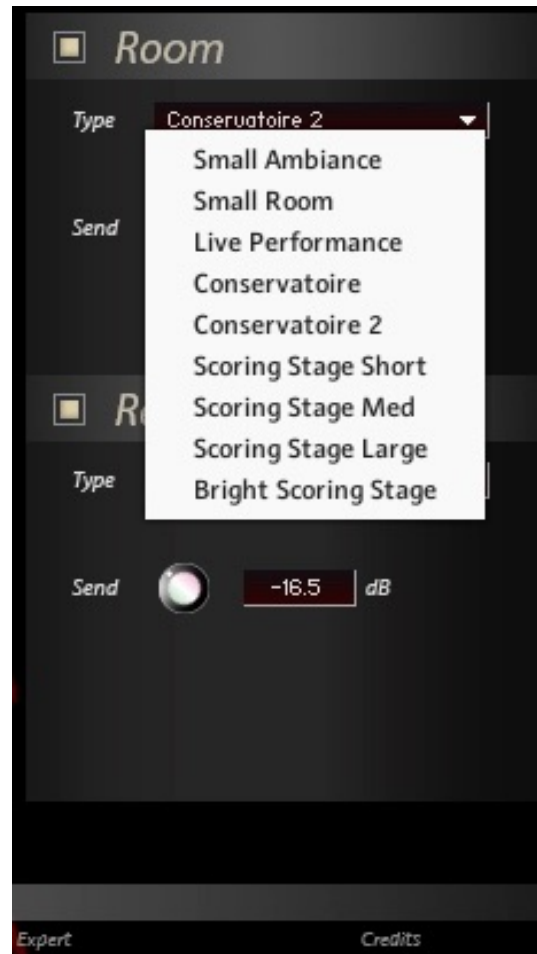 Room
Type Conservatoire 2
Small Ambiance
Small Room
Live Performance
Conservatoire
Conservatoire 2
Scoring Stage Short
Scoring Stage Med
Scoring Stage Large
Bright Scoring Stage
Send
Type
Send -16.5 dB
Expert Credits